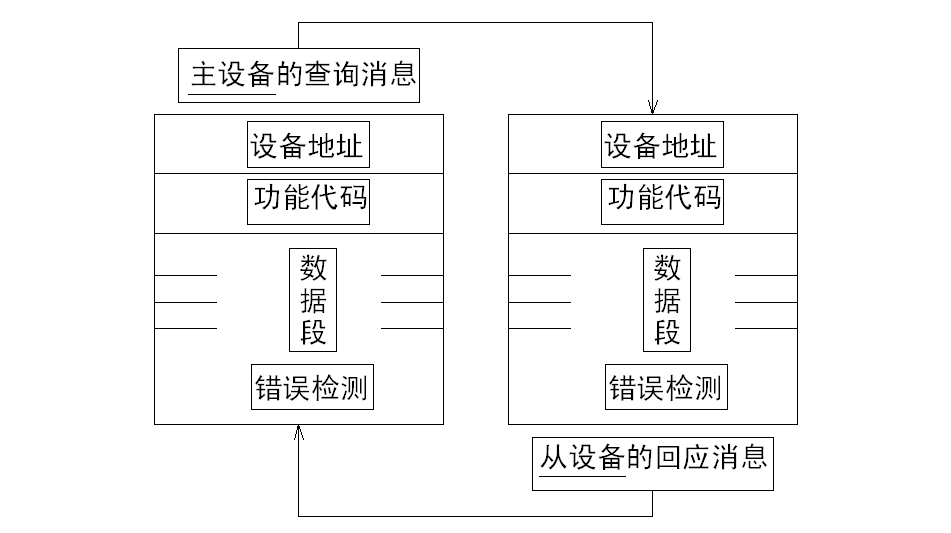 主设备的查询消息
设备地址
功能代码
数
据
段
错误检测
设备地址
功能代码
数
据
段
错误检测
从设备的回应消息